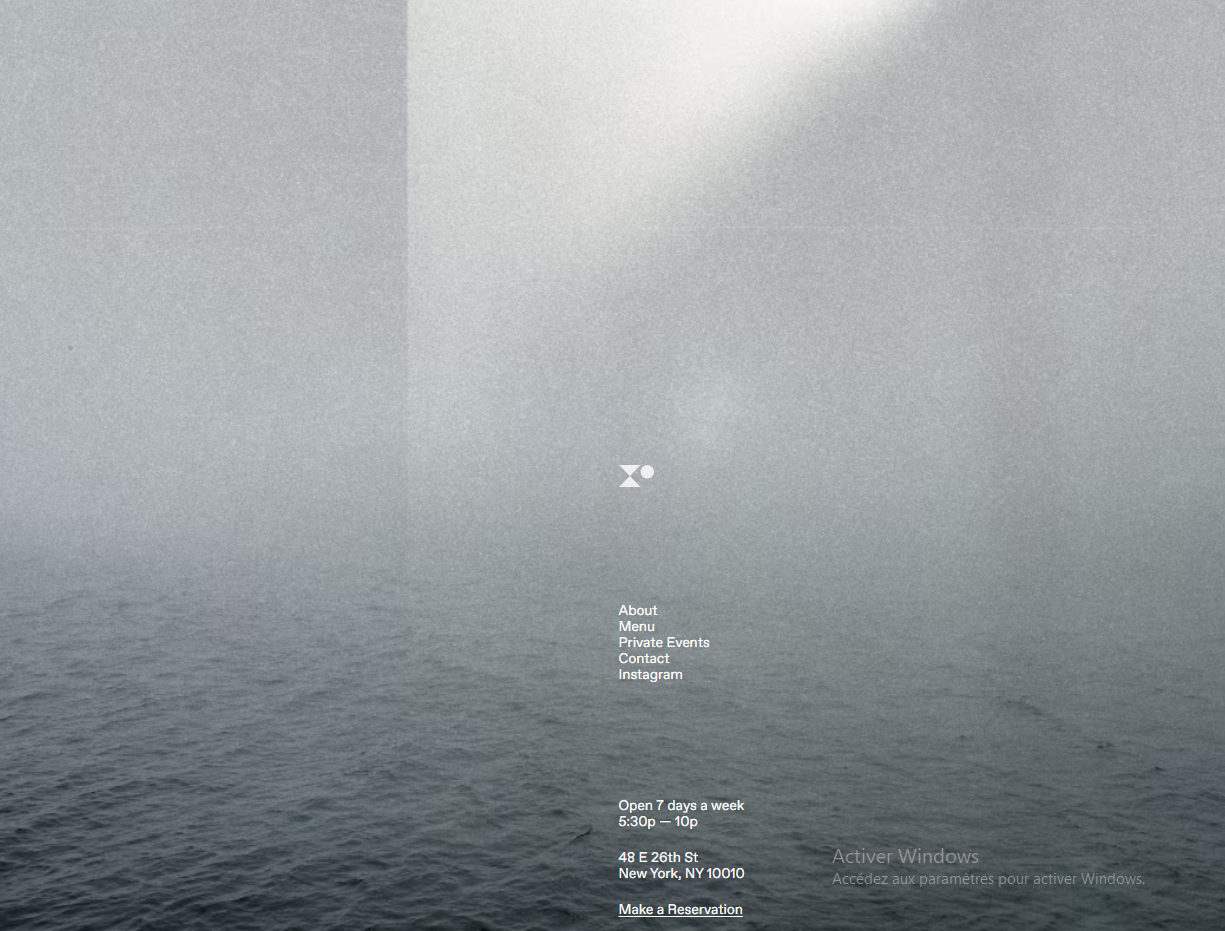 About
Menu
Private Events
Contact
Instagram
Open 7 days a week
5:30p — 10p
48 E 26th St
New York, NY 10010
Make a Reservation
Activer Windows
Accédez aux paramètres pour activer Windows.